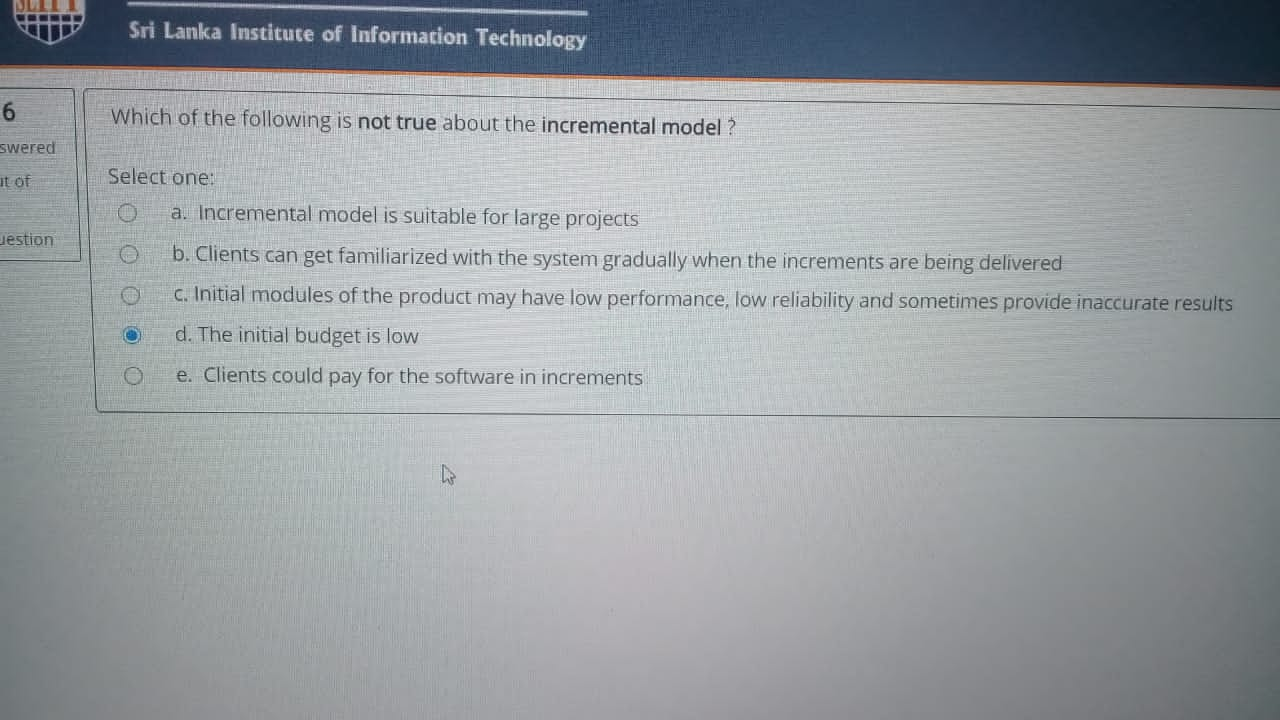 SLIIT
Sri Lanka Institute of Information Technology
6
swered
ut of
uestion
Which of the following is not true about the incremental model ?
Select one:
a. Incremental model is suitable for large projects
b. Clients can get familiarized with the system gradually when the increments are being delivered
c. Initial modules of the product may have low performance, low reliability and sometimes provide inaccurate results
d. The initial budget is low
e. Clients could pay for the software in increments